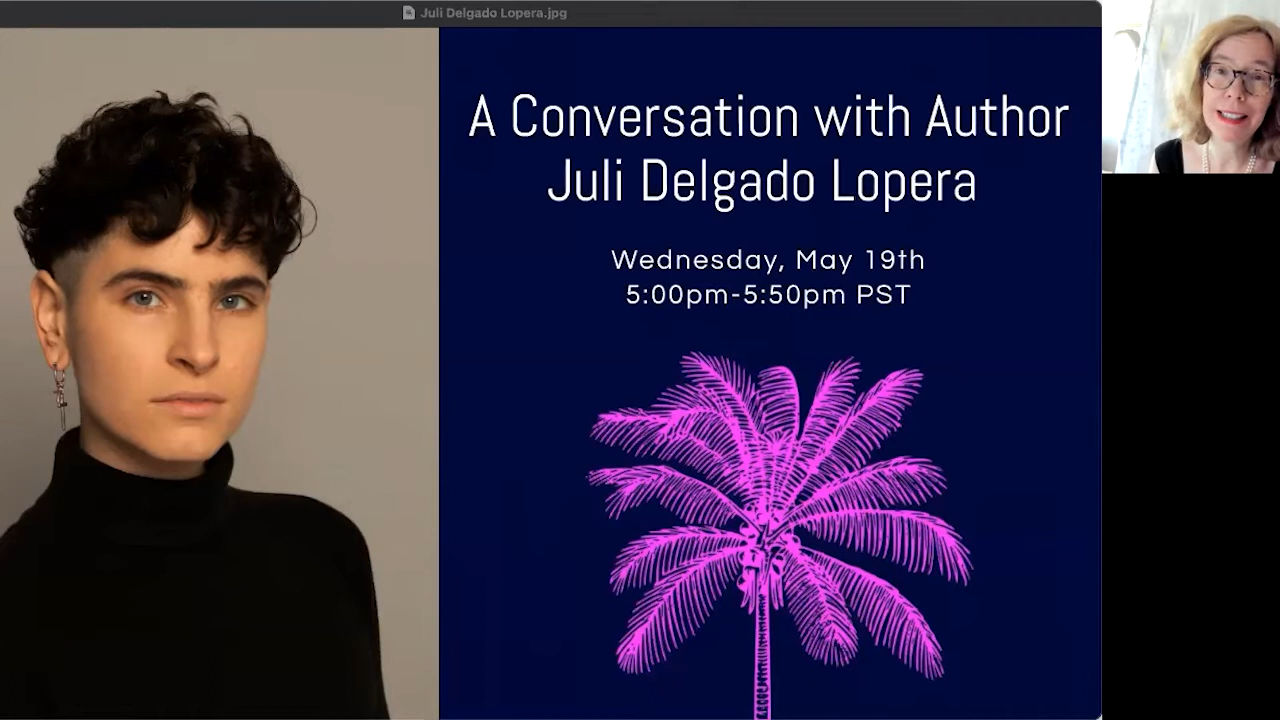 Juli Delgado Lopera.jpg
A Conversation with Author
Juli Delgado Lopera
Wednesday, May 19th
5:00pm-5:50pm PST